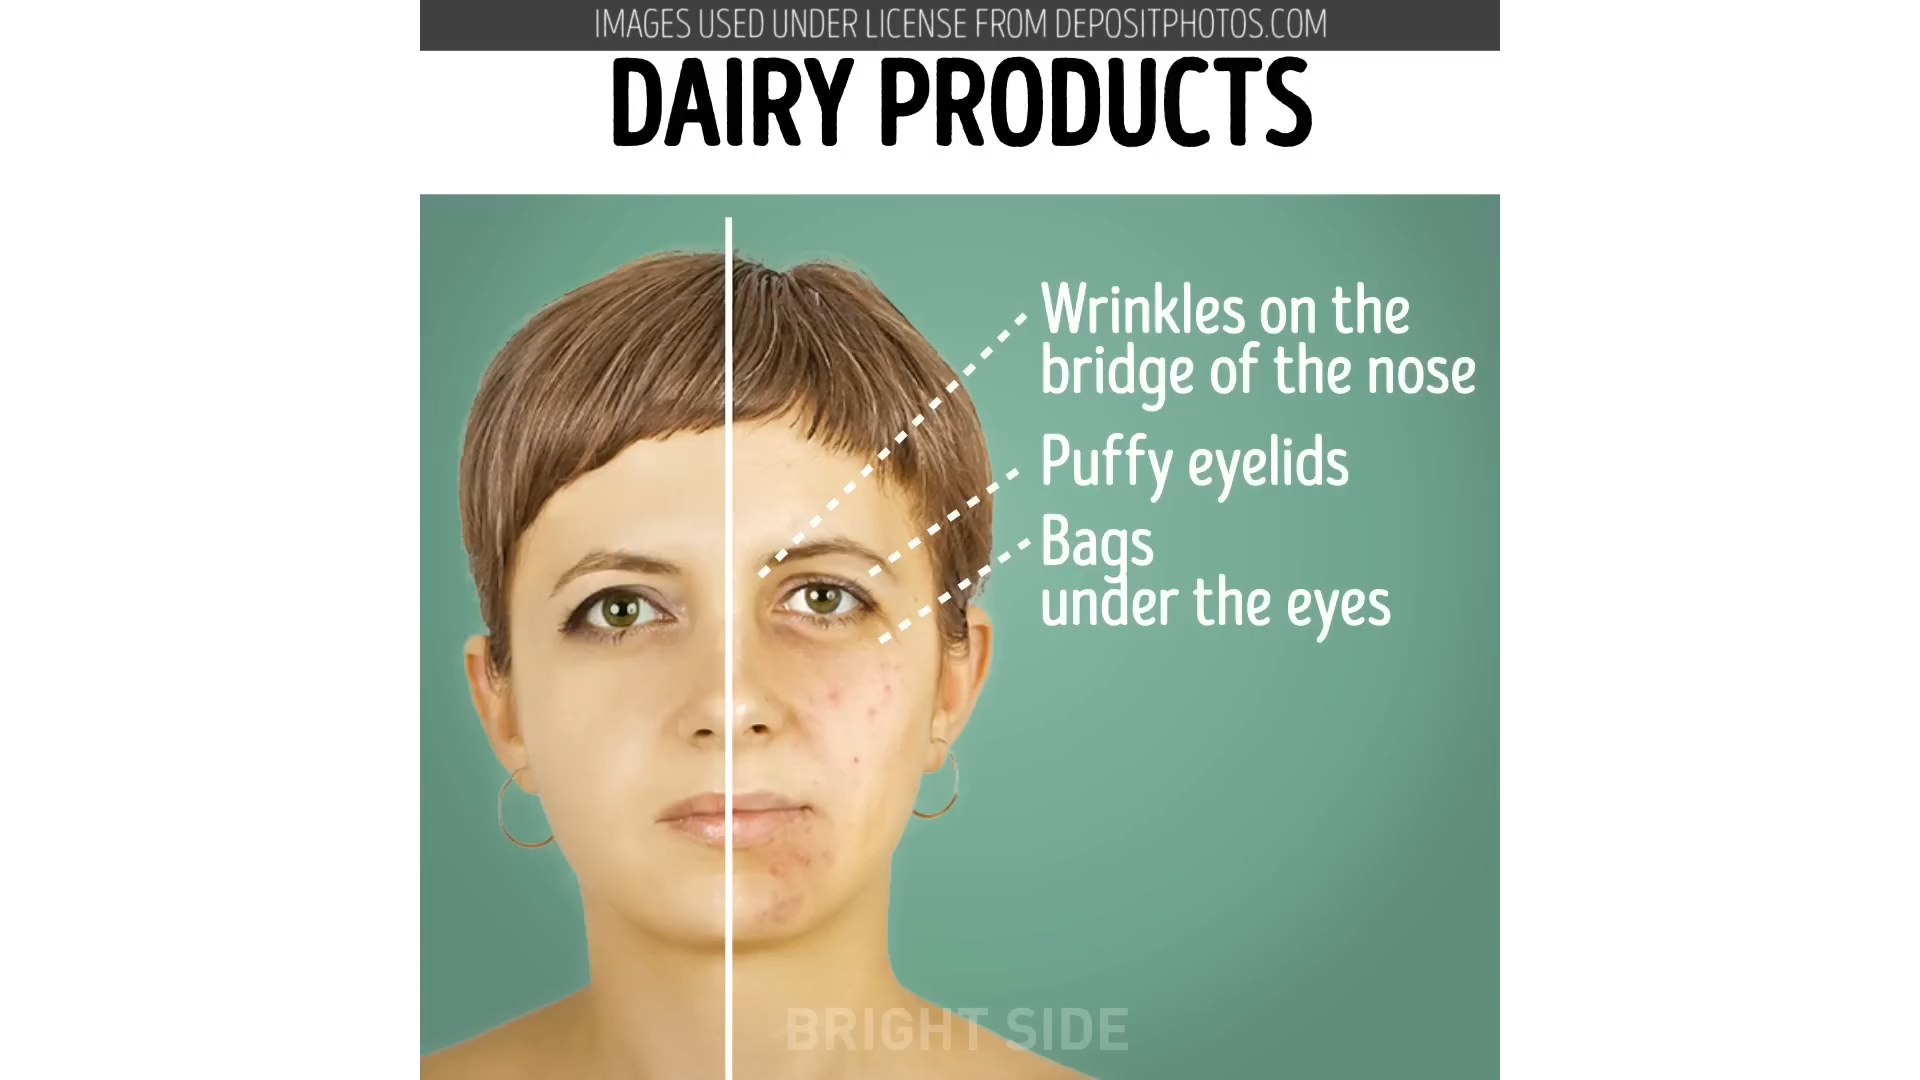 IMAGES USED UNDER LICENSE FROM DEPOSITPHOTOS.COM
DAIRY PRODUCTS
Wrinkles on the
bridge of the nose
Puffy eyelids
Bags
under the eyes
BRIGHT SIDE